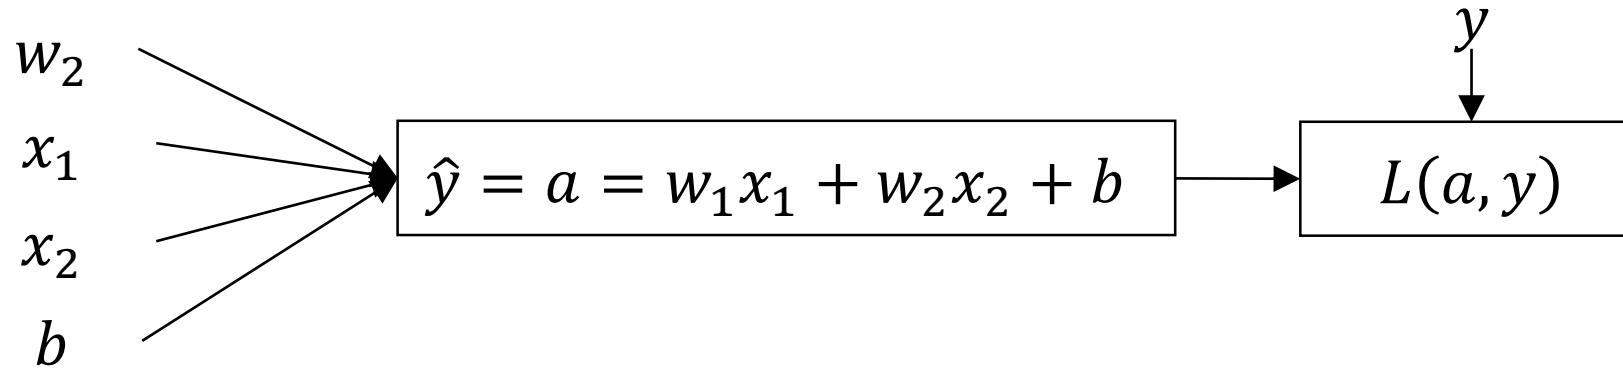 w₂
x₁
x₂
b
ŷ = a = w₁x₁ + w₂x₂ + b
y
L(a, y)